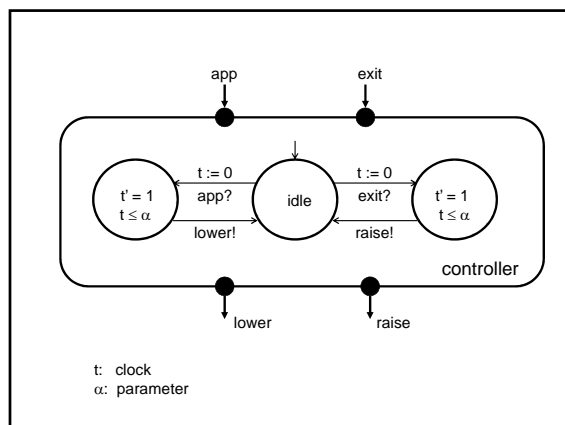 app exit
t := 0 t := 0
app? exit?
t' = 1 idle t' = 1
t ≤ α t ≤ α
lower! raise!
controller
lower raise
t: clock
α: parameter